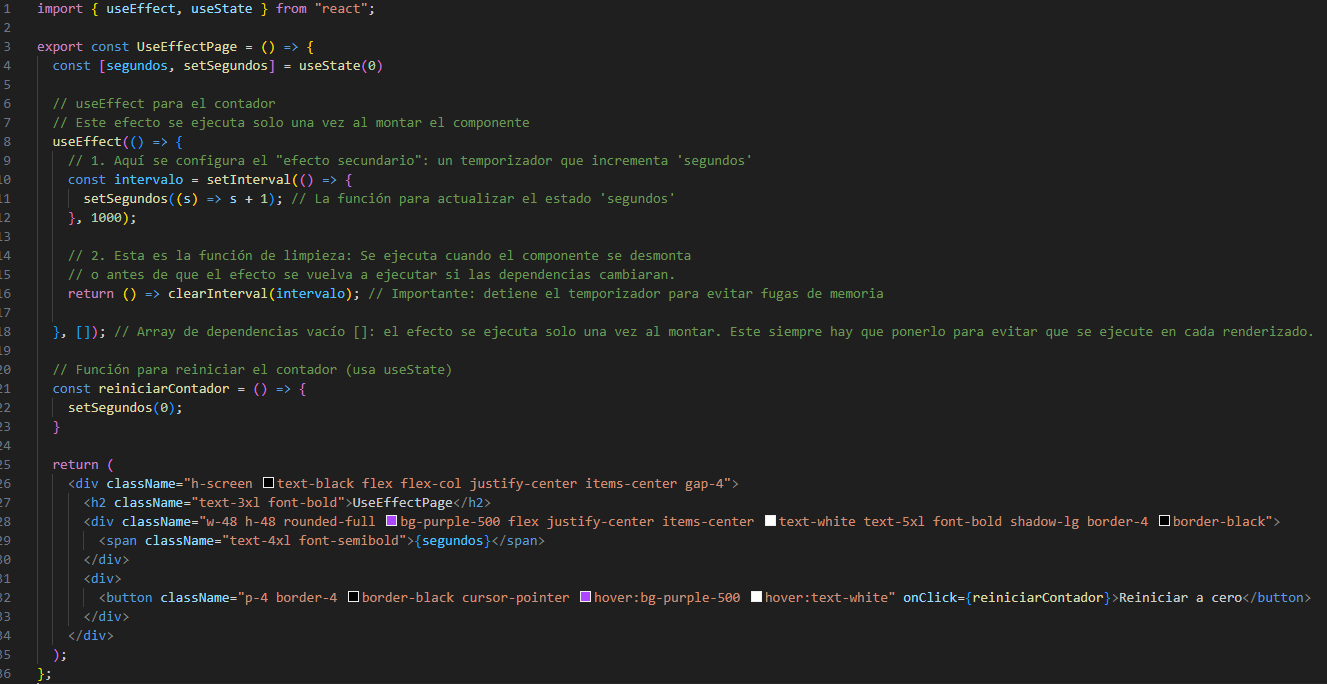 1 import { useEffect, useState } from "react";
2
3 export const UseEffectPage = () => {
4 const [segundos, setSegundos] = useState(0)
5
6 // useEffect para el contador
7 // Este efecto se ejecuta solo una vez al montar el componente
8 useEffect(() => {
9 // 1. Aquí se configura el "efecto secundario": un temporizador que incrementa 'segundos'
10 const intervalo = setInterval(() => {
11 setSegundos((s) => s + 1); // La función para actualizar el estado 'segundos'
12 }, 1000);
13
14 // 2. Esta es la función de limpieza: Se ejecuta cuando el componente se desmonta
15 // o antes de que el efecto se vuelva a ejecutar si las dependencias cambiaran.
16 return () => clearInterval(intervalo); // Importante: detiene el temporizador para evitar fugas de memoria
17
18 }, []); // Array de dependencias vacío []: el efecto se ejecuta solo una vez al montar. Este siempre hay que ponerlo para evitar que se ejecute en cada renderizado.
19
20 // Función para reiniciar el contador (usa useState)
21 const reiniciarContador = () => {
22 setSegundos(0);
23 }
24
25 return (
26 <div className="h-screen text-black flex flex-col justify-center items-center gap-4">
27 <h2 className="text-3xl font-bold">UseEffectPage</h2>
28 <div className="w-48 h-48 rounded-full bg-purple-500 flex justify-center items-center text-white text-5xl font-bold shadow-lg border-4 border-black">
29 <span className="text-4xl font-semibold">{segundos}</span>
30 </div>
31 <div>
32 <button className="p-4 border-4 border-black cursor-pointer hover:bg-purple-500 hover:text-white" onClick={reiniciarContador}>Reiniciar a cero</button>
33 </div>
34 </div>
35 );
36 };